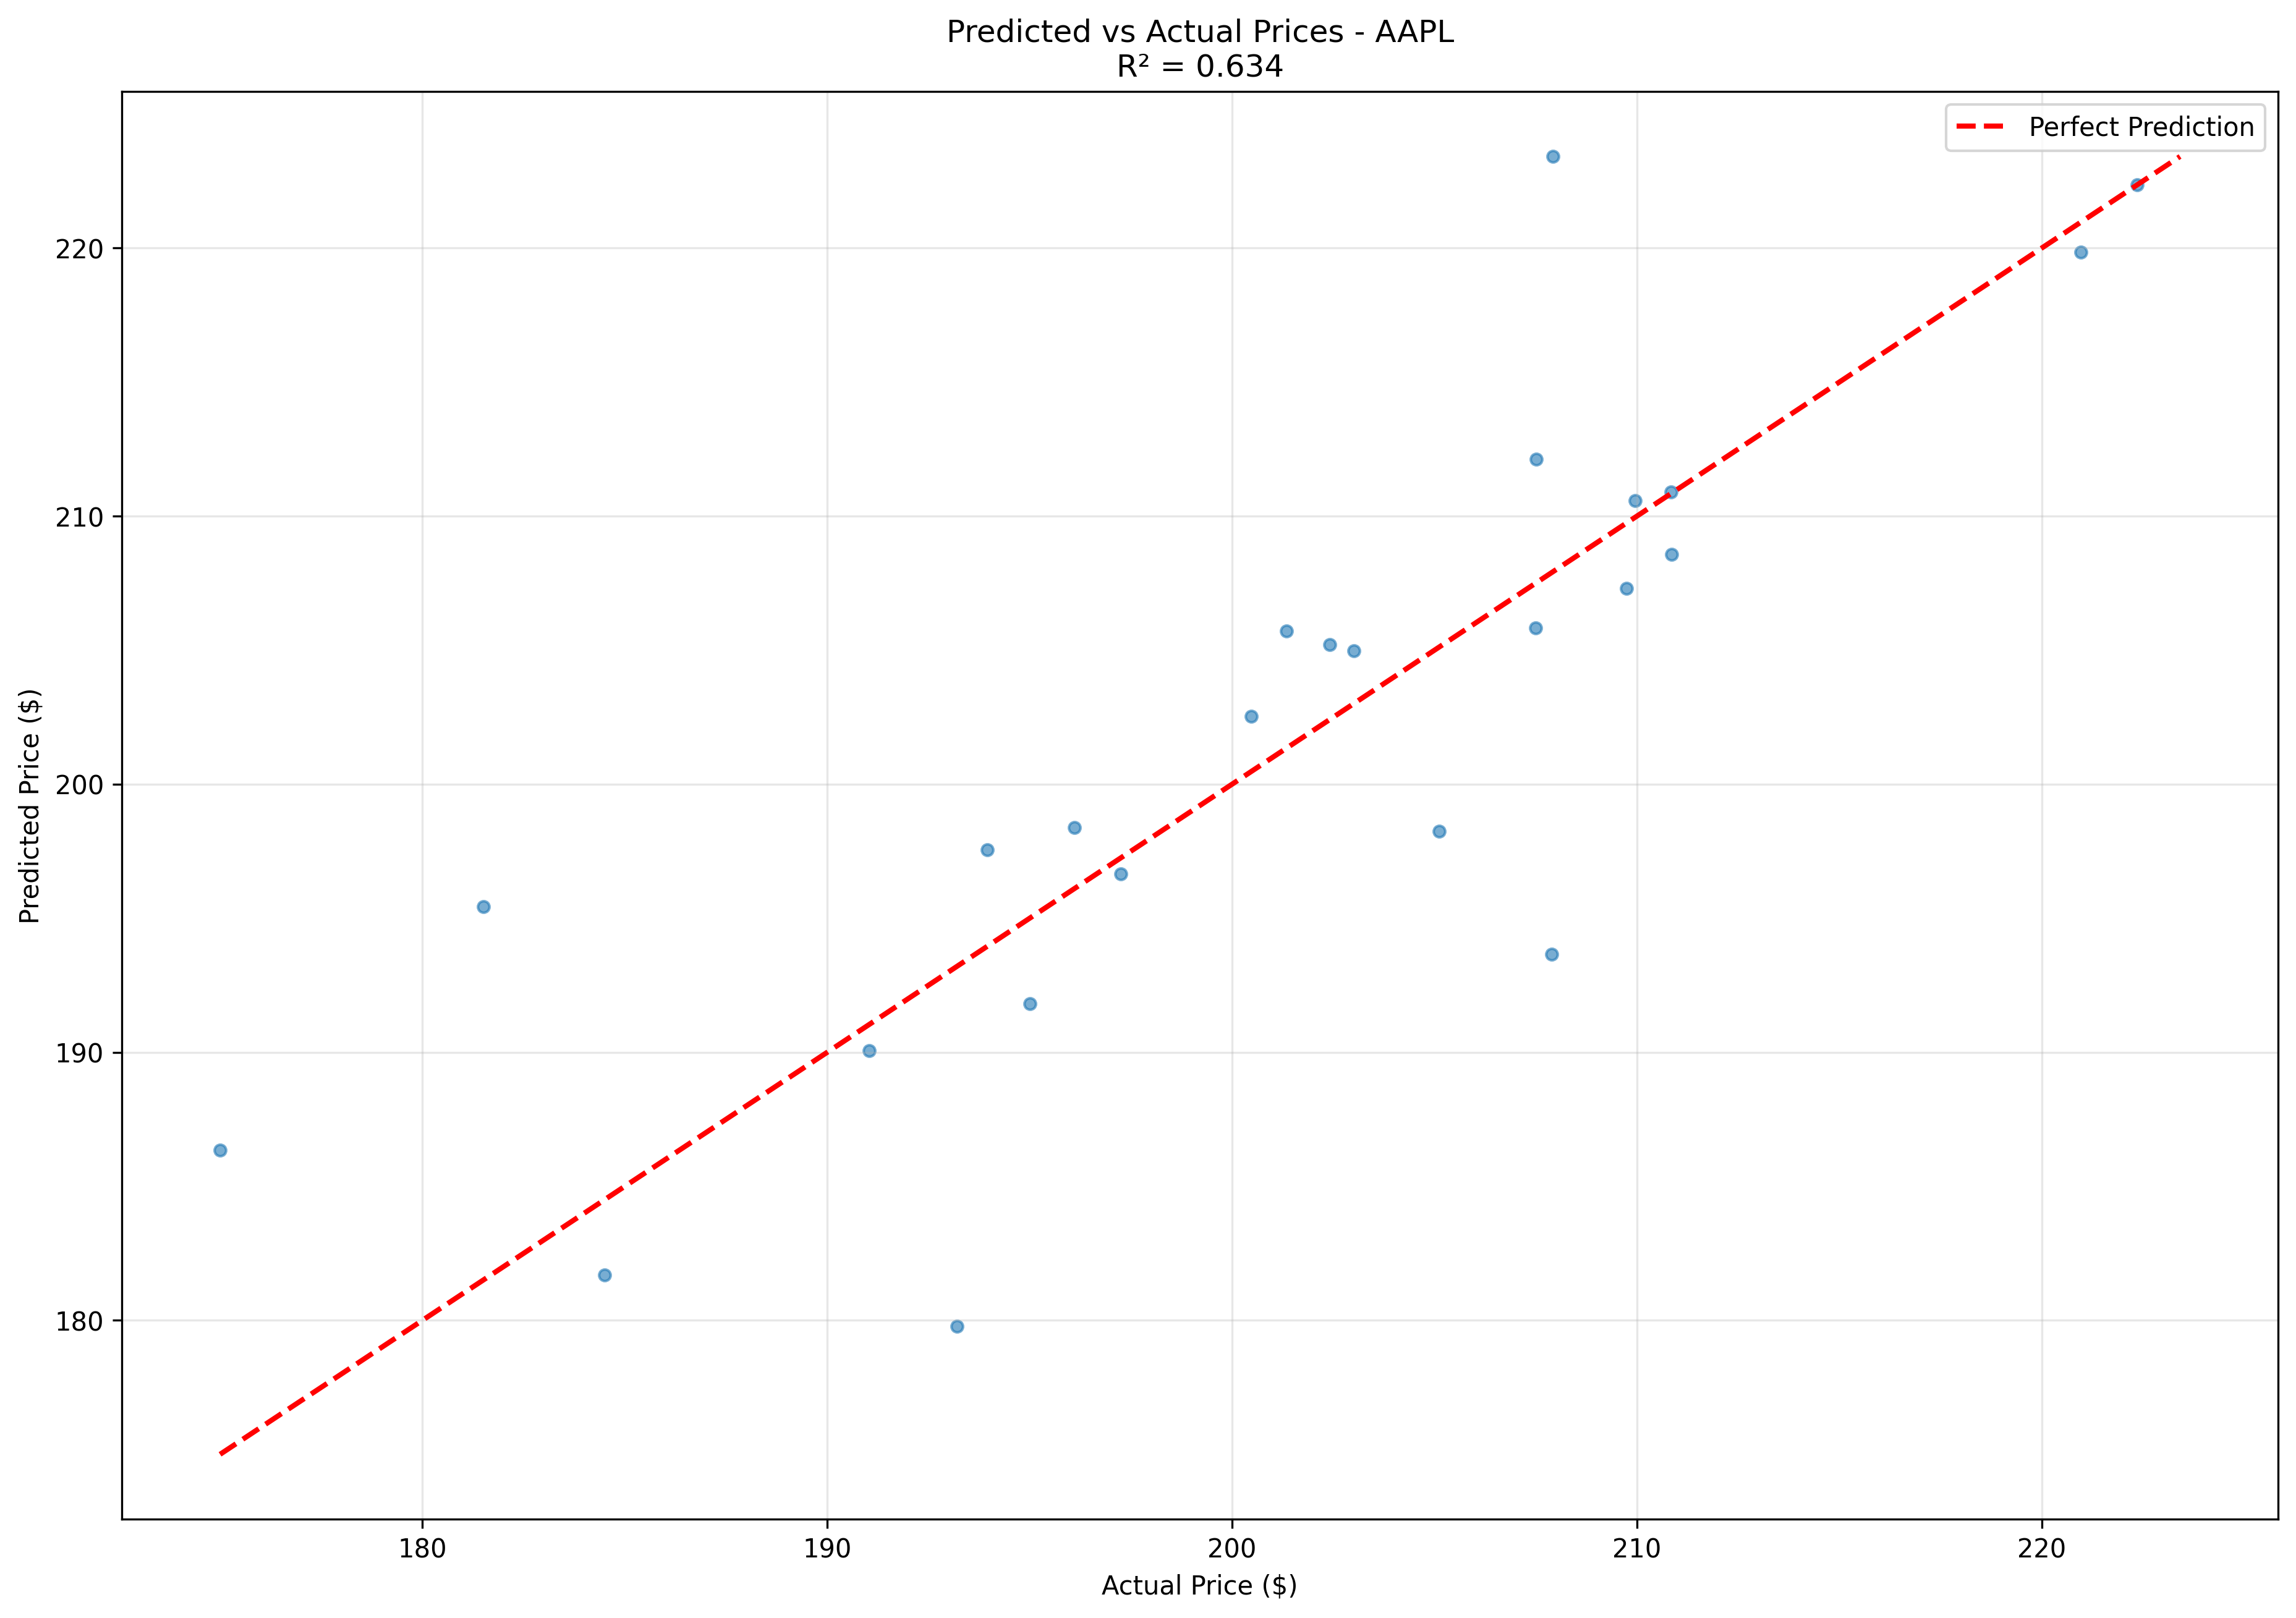 Predicted vs Actual Prices - AAPL
R² = 0.634
Perfect Prediction
220
210
200
190
180
Predicted Price ($)
180
190
200
210
220
Actual Price ($)